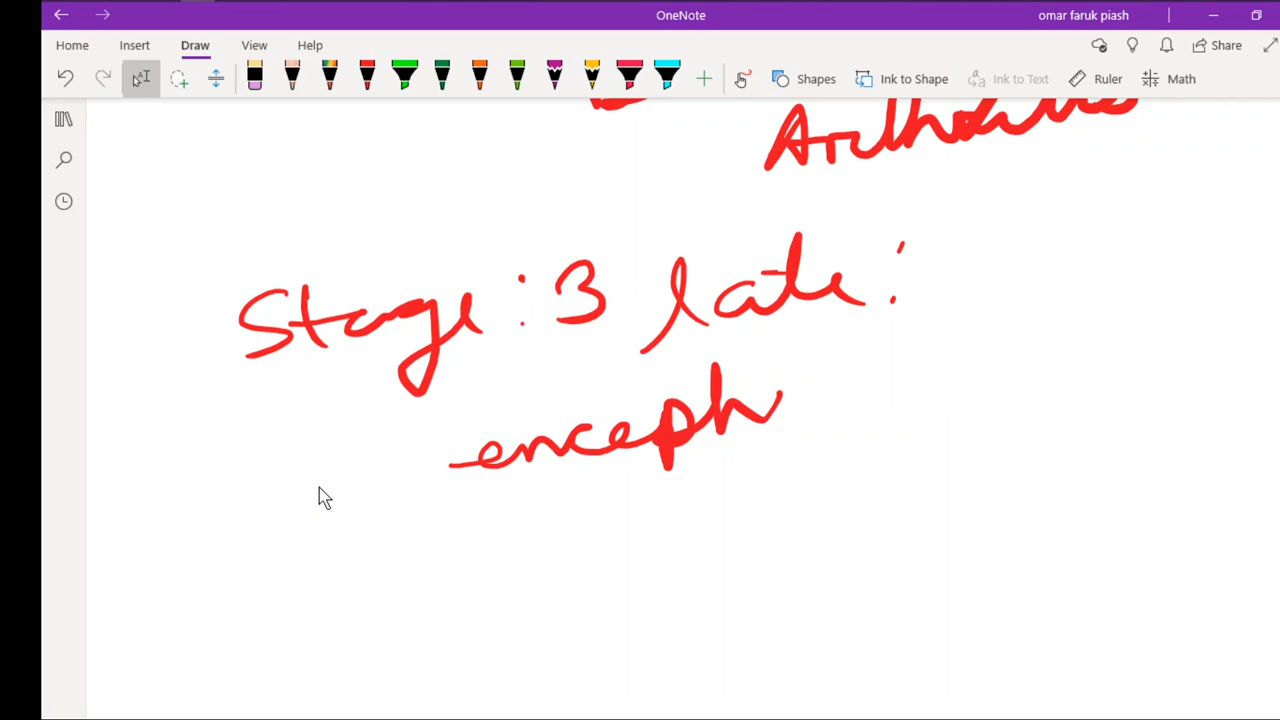 OneNote
omar faruk piash
Home Insert Draw View Help
Share
Shapes Ink to Shape Ink to Text Ruler Math
Stage : 3 late :
enceph